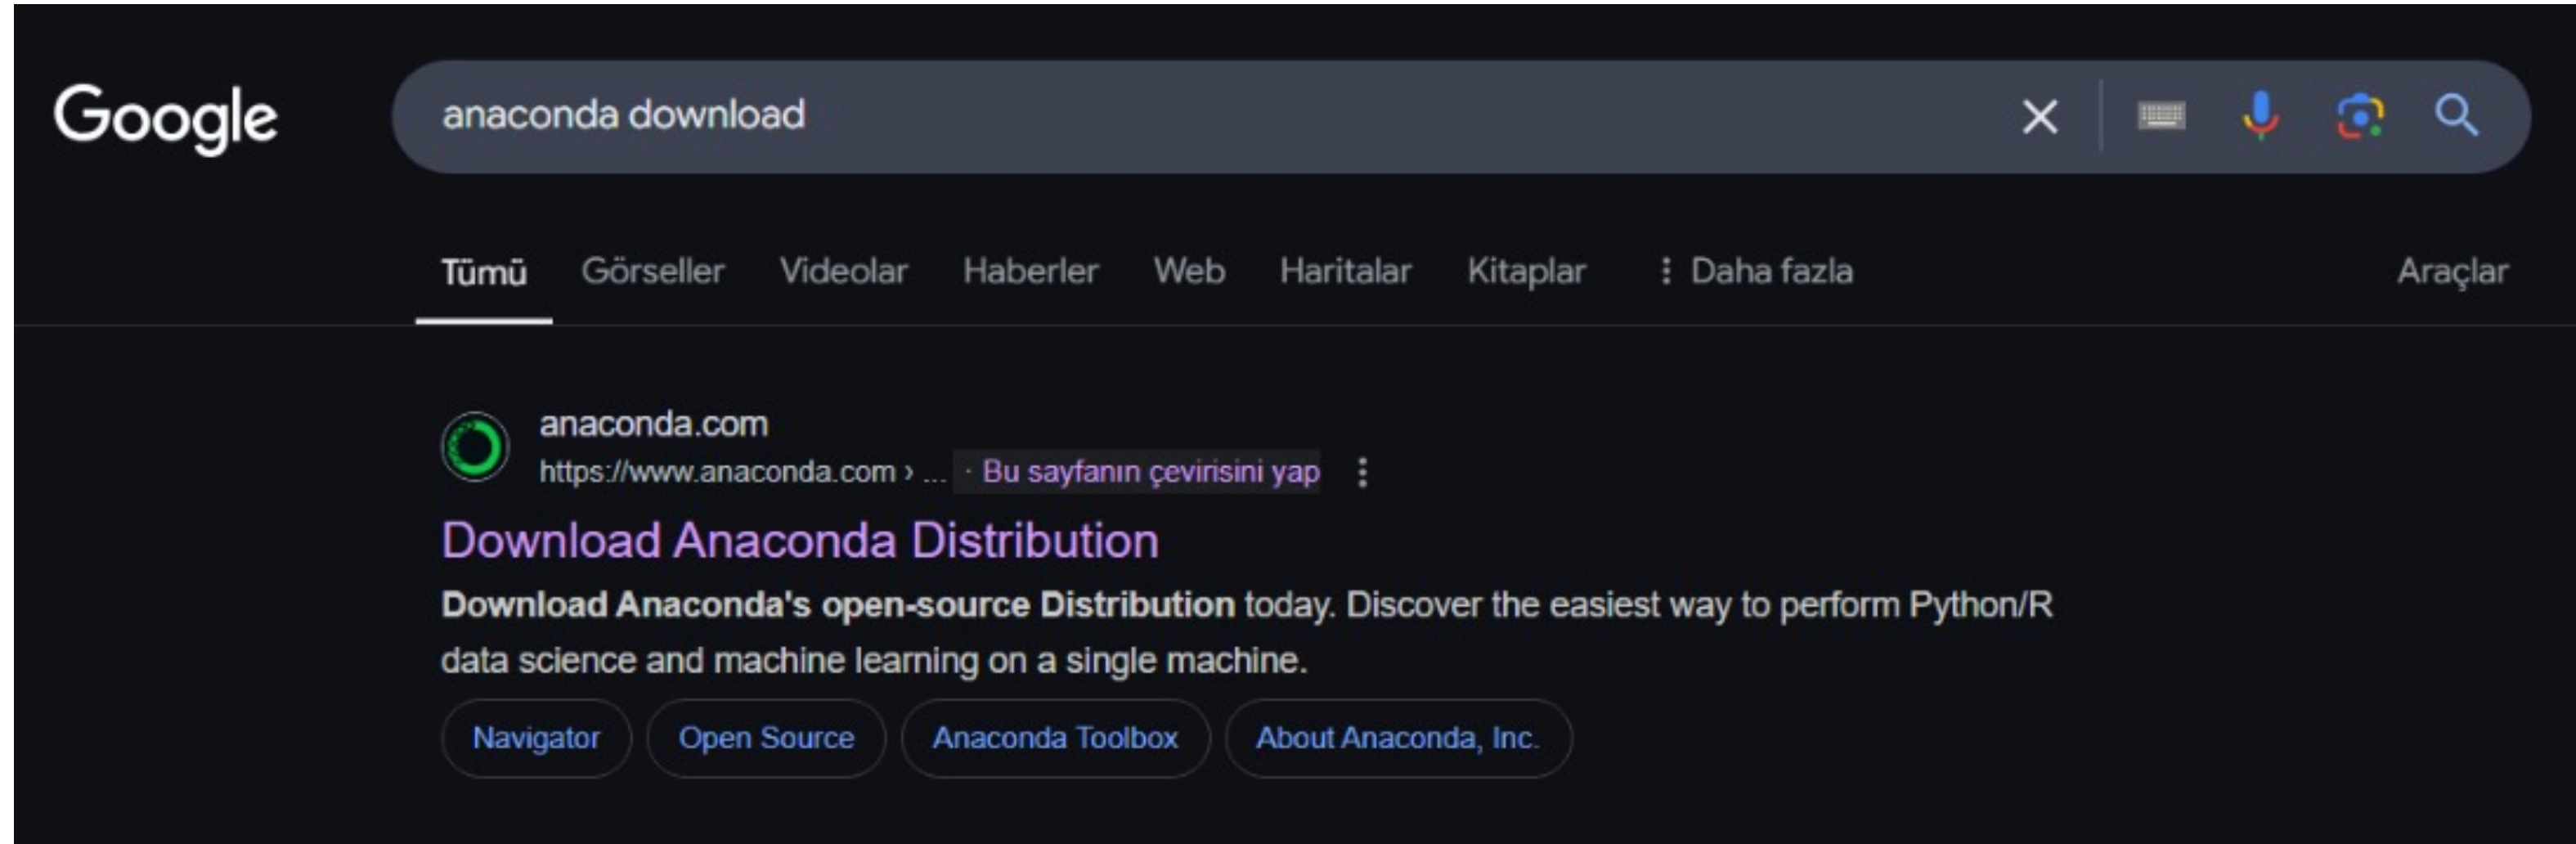 Google
anaconda download
Tümü Görseller Videolar Haberler Web Haritalar Kitaplar Daha fazla Araçlar
anaconda.com
https://www.anaconda.com › ... · Bu sayfanın çevirisini yap
Download Anaconda Distribution
Download Anaconda's open-source Distribution today. Discover the easiest way to perform Python/R
data science and machine learning on a single machine.
Navigator Open Source Anaconda Toolbox About Anaconda, Inc.